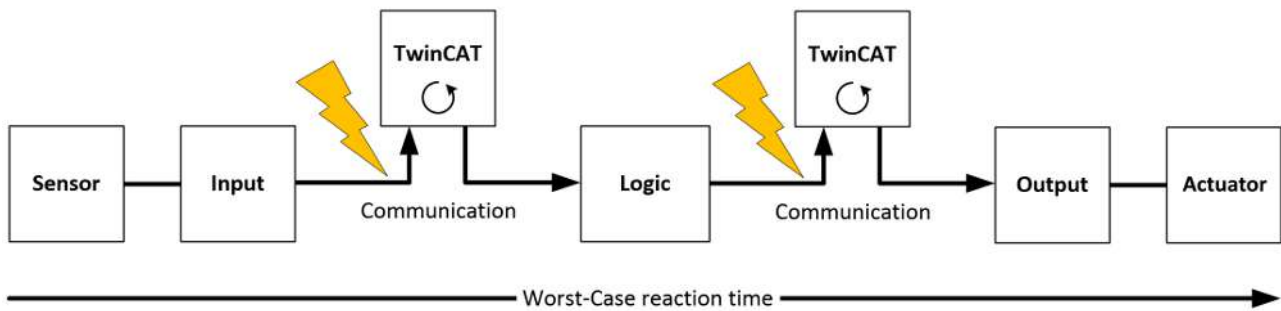 TwinCAT
TwinCAT
Sensor
Input
Logic
Output
Actuator
Communication
Communication
Worst-Case reaction time